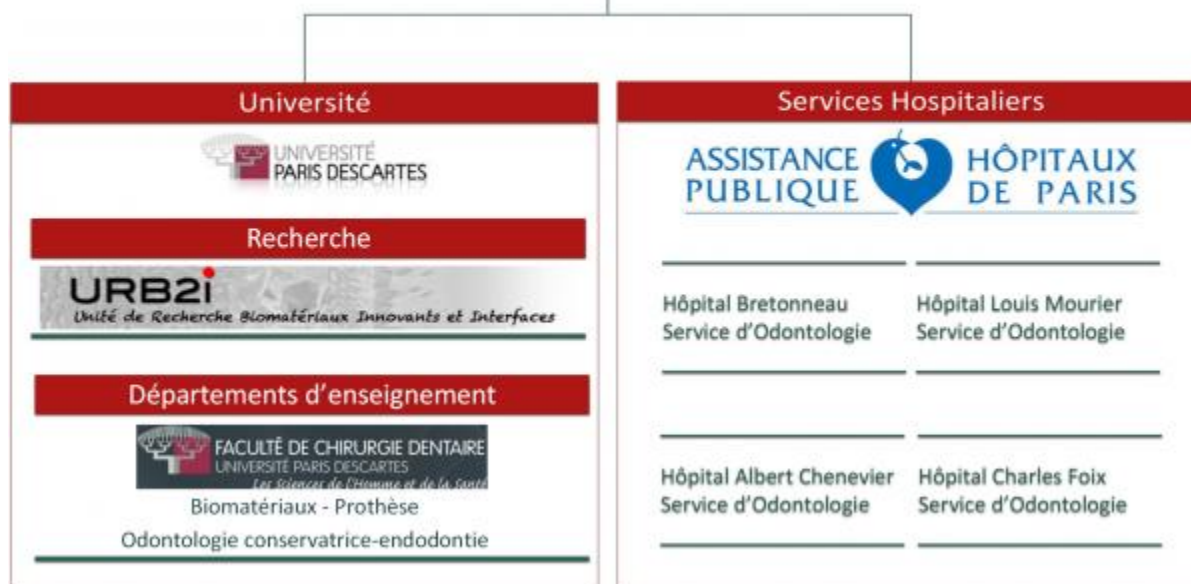 Université
UNIVERSITÉ
PARIS DESCARTES
Recherche
URB2i
Unité de Recherche Biomatériaux Innovants et Interfaces
Départements d'enseignement
FACULTÉ DE CHIRURGIE DENTAIRE
UNIVERSITÉ PARIS DESCARTES
Les Sciences de l'Homme et de la Santé
Biomatériaux - Prothèse
Odontologie conservatrice-endodontie
Services Hospitaliers
ASSISTANCE HÔPITAUX
PUBLIQUE DE PARIS
Hôpital Bretonneau
Service d'Odontologie
Hôpital Louis Mourier
Service d'Odontologie
Hôpital Albert Chenevier
Service d'Odontologie
Hôpital Charles Foix
Service d'Odontologie